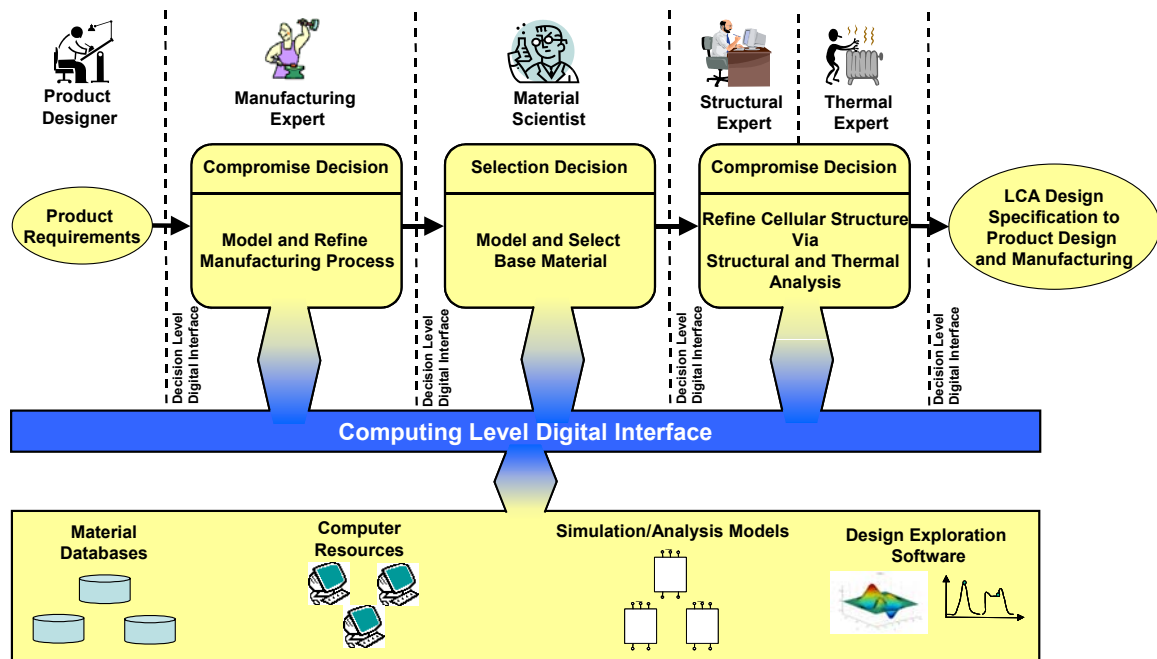 Product
Designer
Manufacturing
Expert
Material
Scientist
Structural
Expert
Thermal
Expert
Product
Requirements
Compromise Decision
Model and Refine
Manufacturing Process
Selection Decision
Model and Select
Base Material
Compromise Decision
Refine Cellular Structure
Via
Structural and Thermal
Analysis
LCA Design
Specification to
Product Design
and Manufacturing
Decision Level
Digital Interface
Decision Level
Digital Interface
Decision Level
Digital Interface
Decision Level
Digital Interface
Computing Level Digital Interface
Material
Databases
Computer
Resources
Simulation/Analysis Models
Design Exploration
Software